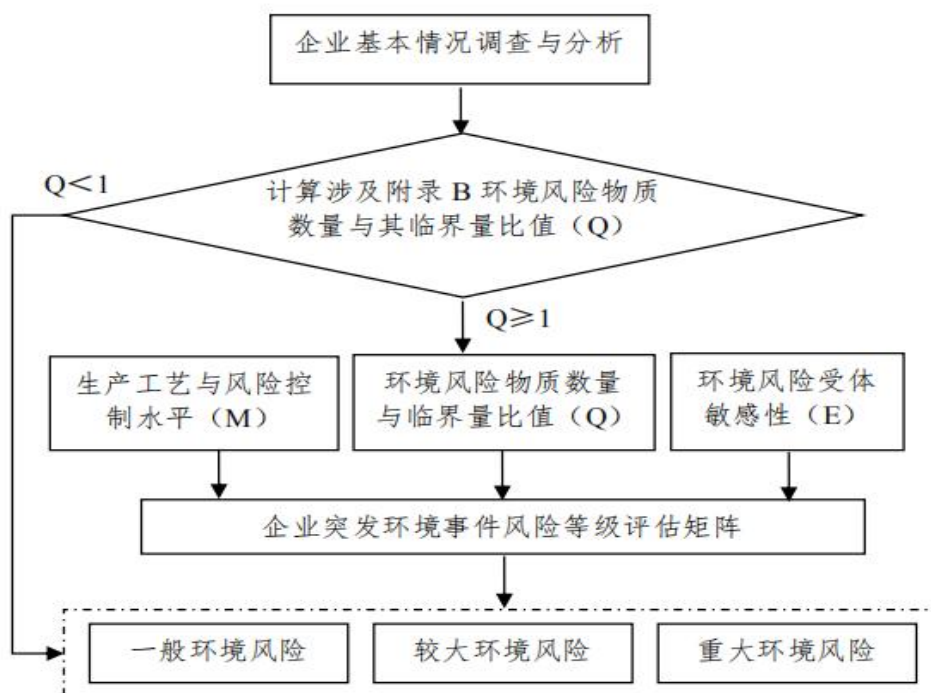 企业基本情况调查与分析
Q＜1
计算涉及附录 B 环境风险物质
数量与其临界量比值（Q）
Q≥1
生产工艺与风险控
制水平（M）
环境风险物质数量
与临界量比值（Q）
环境风险受体
敏感性（E）
企业突发环境事件风险等级评估矩阵
一般环境风险
较大环境风险
重大环境风险